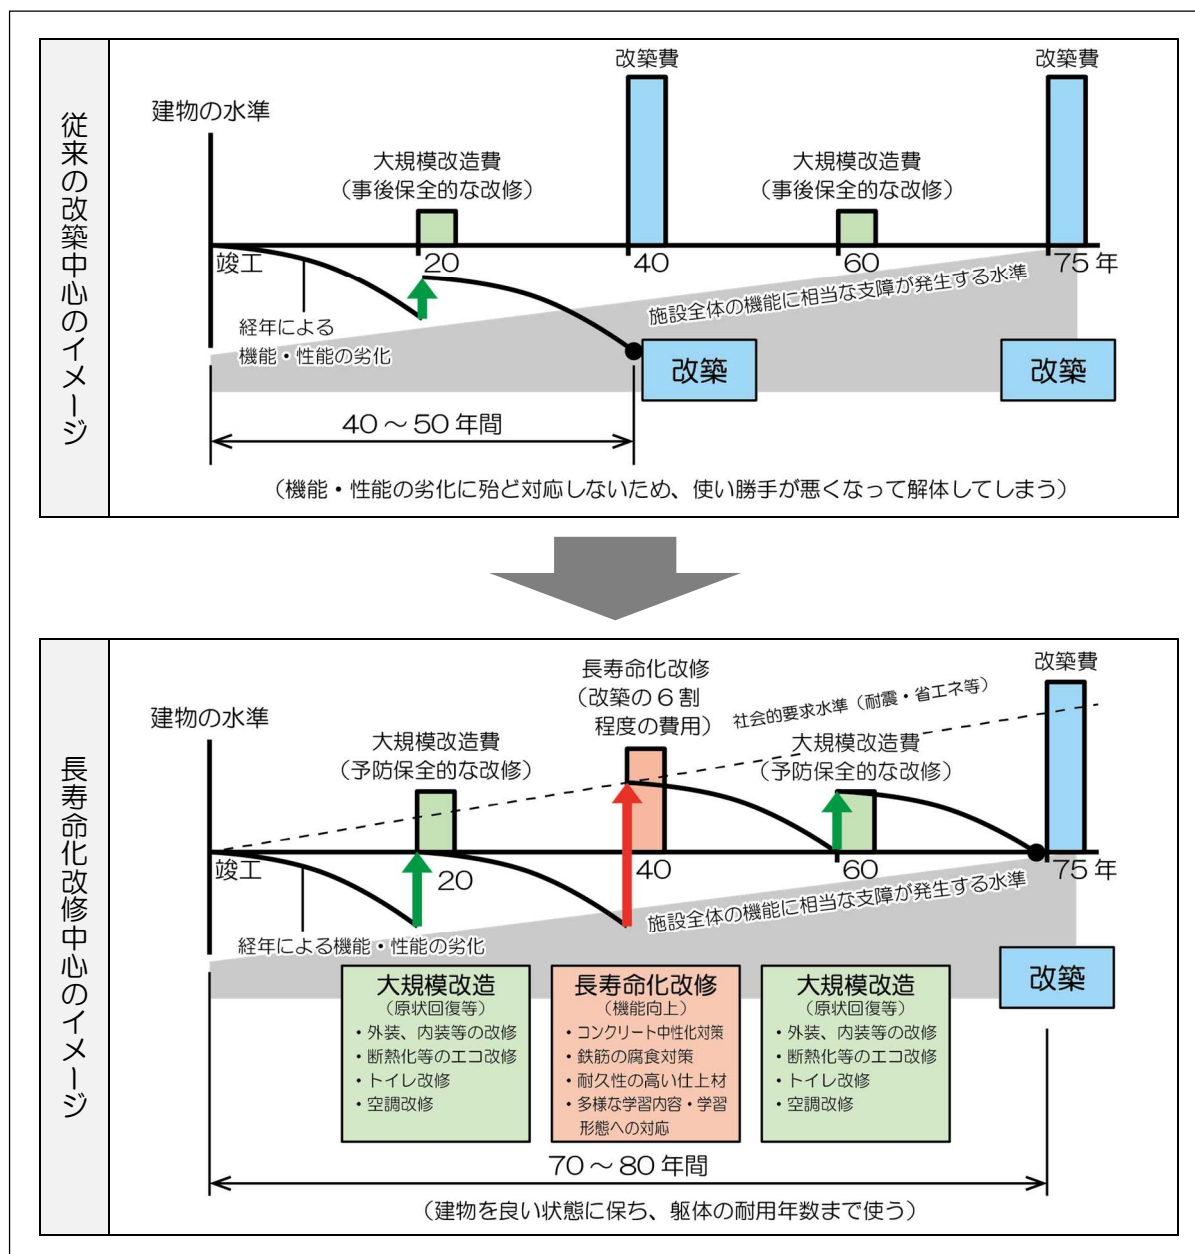 従来の改築中心のイメージ
建物の水準
改築費
改築費
大規模改造費
（事後保全的な改修）
大規模改造費
（事後保全的な改修）
竣工
20
40
60
75 年
施設全体の機能に相当な支障が発生する水準
経年による
機能・性能の劣化
改築
改築
40 ～ 50 年間
（機能・性能の劣化に殆ど対応しないため、使い勝手が悪くなって解体してしまう）
長寿命化改修中心のイメージ
建物の水準
長寿命化改修
（改築の６割
程度の費用）
改築費
社会的要求水準（耐震・省エネ等）
大規模改造費
（予防保全的な改修）
大規模改造費
（予防保全的な改修）
竣工
20
40
60
75 年
施設全体の機能に相当な支障が発生する水準
経年による機能・性能の劣化
大規模改造
（原状回復等）
・外装、内装等の改修
・断熱化等のエコ改修
・トイレ改修
・空調改修
長寿命化改修
（機能向上）
・コンクリート中性化対策
・鉄筋の腐食対策
・耐久性の高い仕上材
・多様な学習内容・学習
形態への対応
大規模改造
（原状回復等）
・外装、内装等の改修
・断熱化等のエコ改修
・トイレ改修
・空調改修
改築
70 ～ 80 年間
（建物を良い状態に保ち、躯体の耐用年数まで使う）